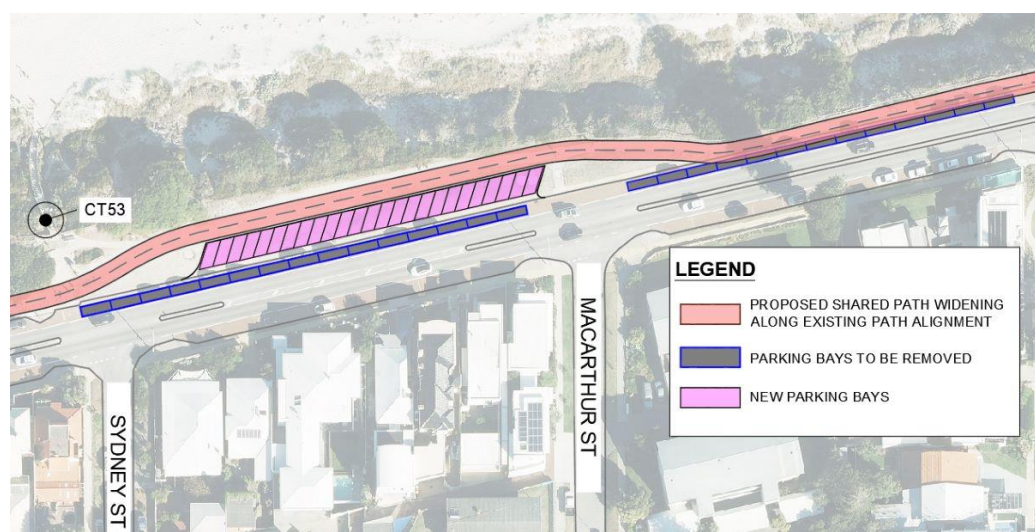 CT53
SYDNEY ST
MACARTHUR ST
LEGEND
PROPOSED SHARED PATH WIDENING
ALONG EXISTING PATH ALIGNMENT
PARKING BAYS TO BE REMOVED
NEW PARKING BAYS